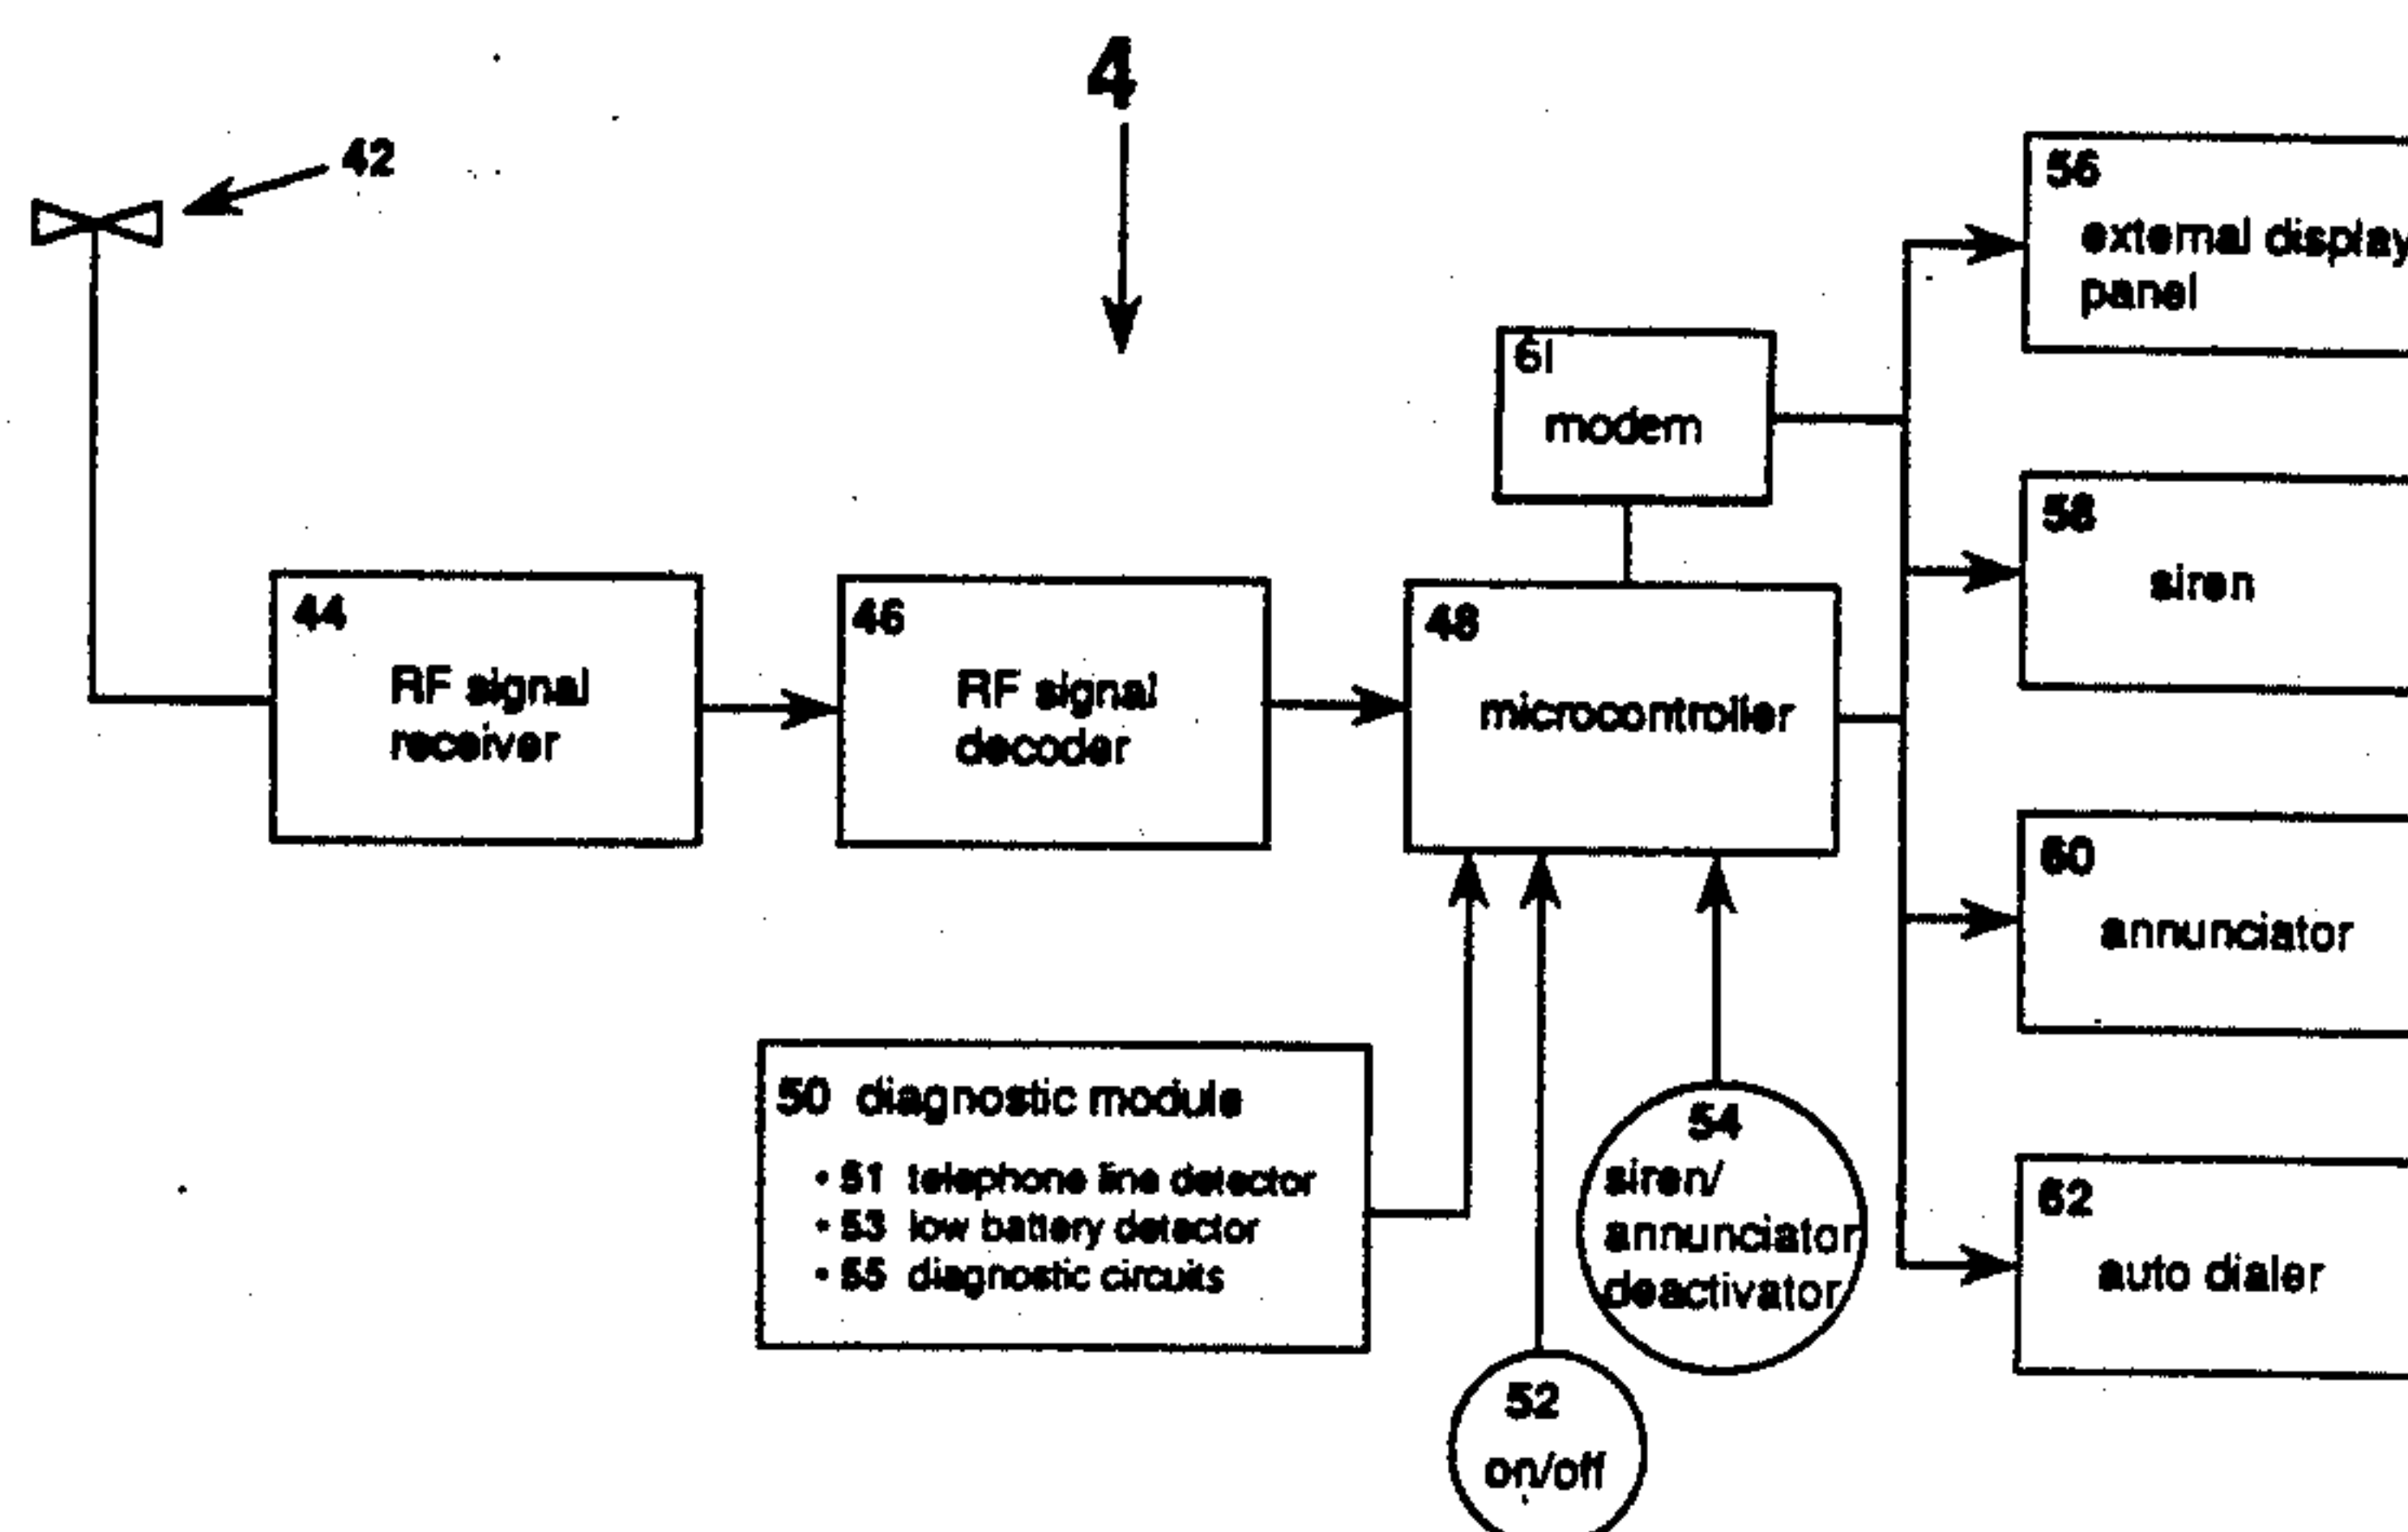 4
42
56
external display
panel
61
modem
58
siren
44
RF signal
receiver
46
RF signal
decoder
48
microcontroller
60
annunciator
50 diagnostic module
• 51 telephone line detector
• 53 low battery detector
• 55 diagnostic circuits
54
siren/
annunciator
deactivator
62
auto dialer
52
on/off